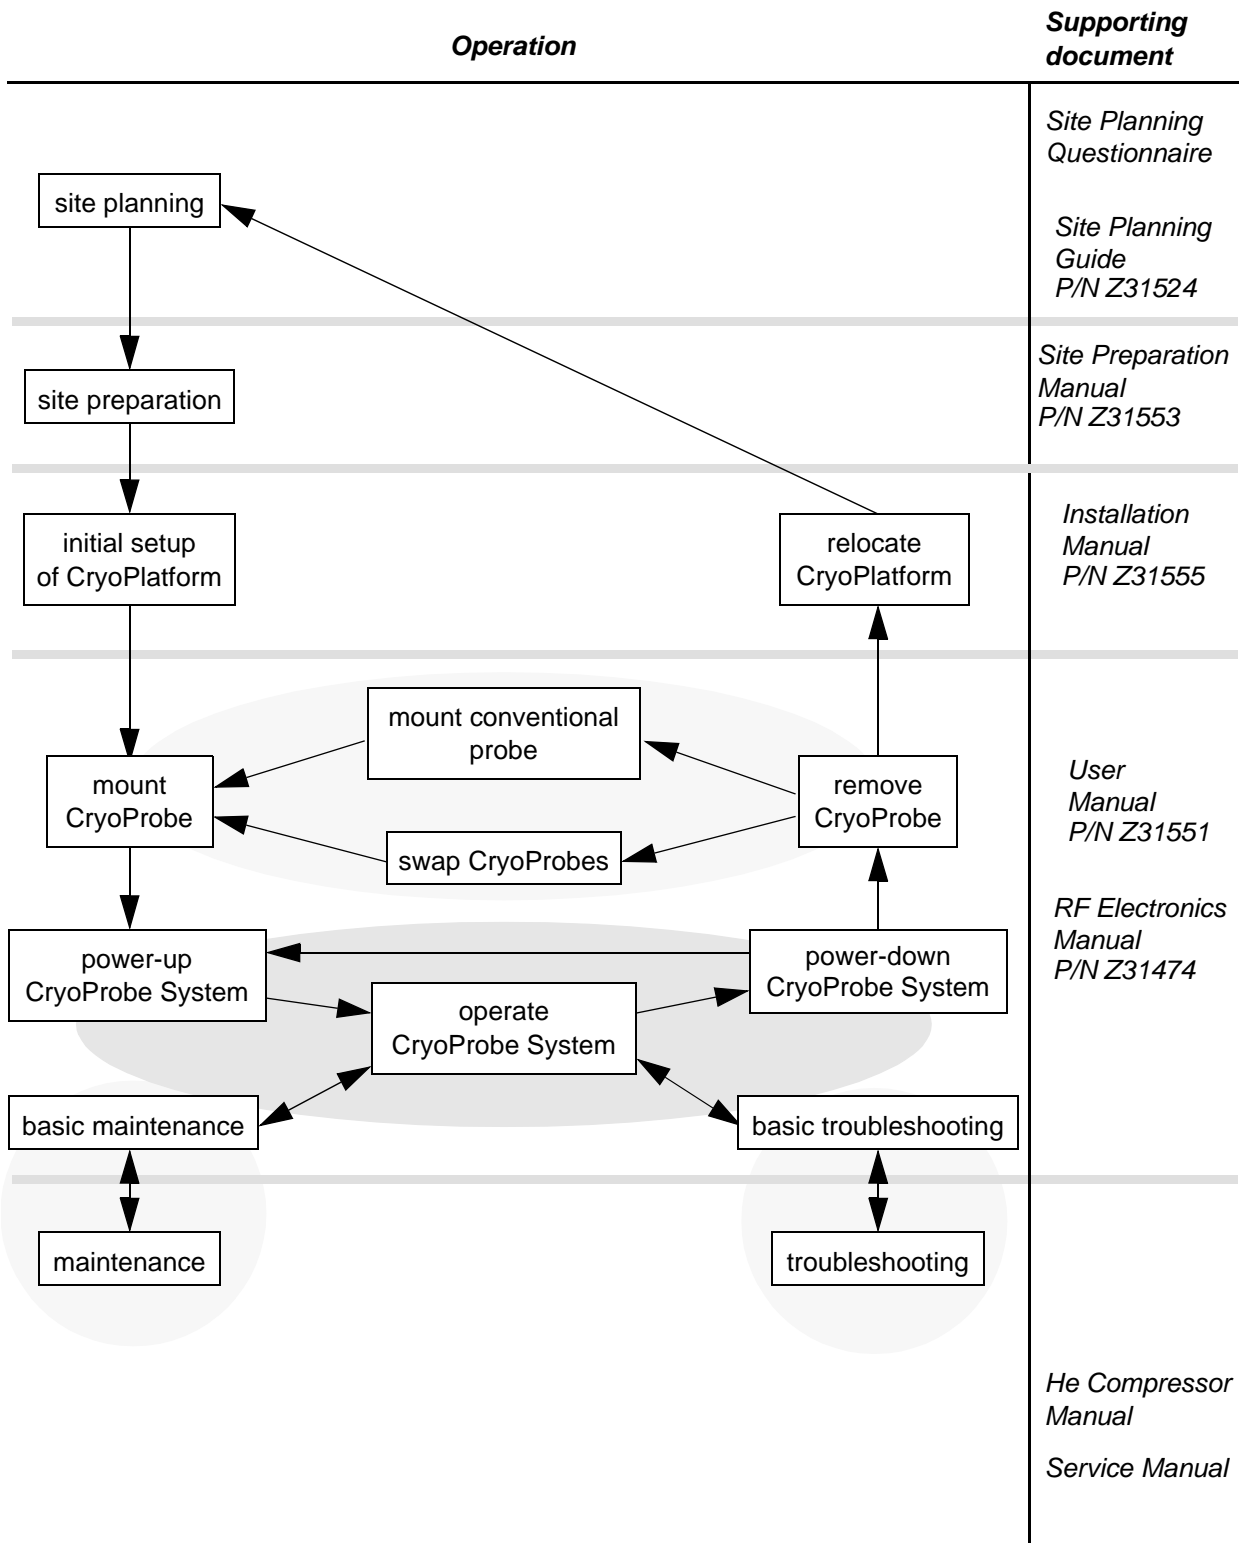 Operation
Supporting
document
Site Planning
Questionnaire
site planning
Site Planning
Guide
P/N Z31524
Site Preparation
Manual
P/N Z31553
site preparation
initial setup
of CryoPlatform
relocate
CryoPlatform
Installation
Manual
P/N Z31555
mount conventional
probe
mount
CryoProbe
remove
CryoProbe
swap CryoProbes
User
Manual
P/N Z31551
RF Electronics
Manual
P/N Z31474
power-up
CryoProbe System
power-down
CryoProbe System
operate
CryoProbe System
basic maintenance
basic troubleshooting
maintenance
troubleshooting
He Compressor
Manual
Service Manual